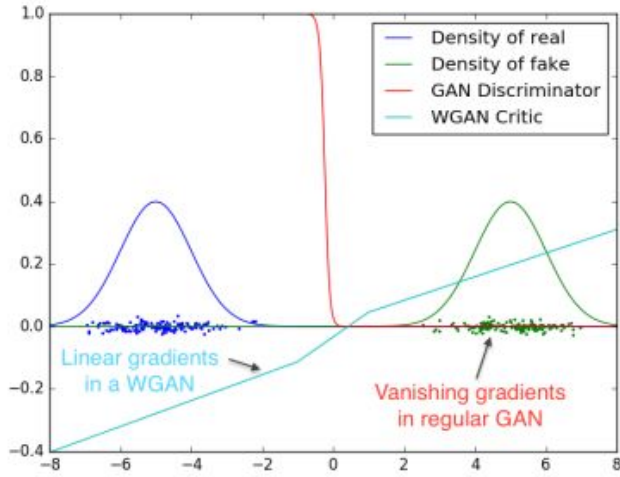 1.0
0.8
0.6
0.4
0.2
0.0
−0.2
−0.4
−8
−6
−4
−2
0
2
4
6
8
Density of real
Density of fake
GAN Discriminator
WGAN Critic
Linear gradients
in a WGAN
Vanishing gradients
in regular GAN